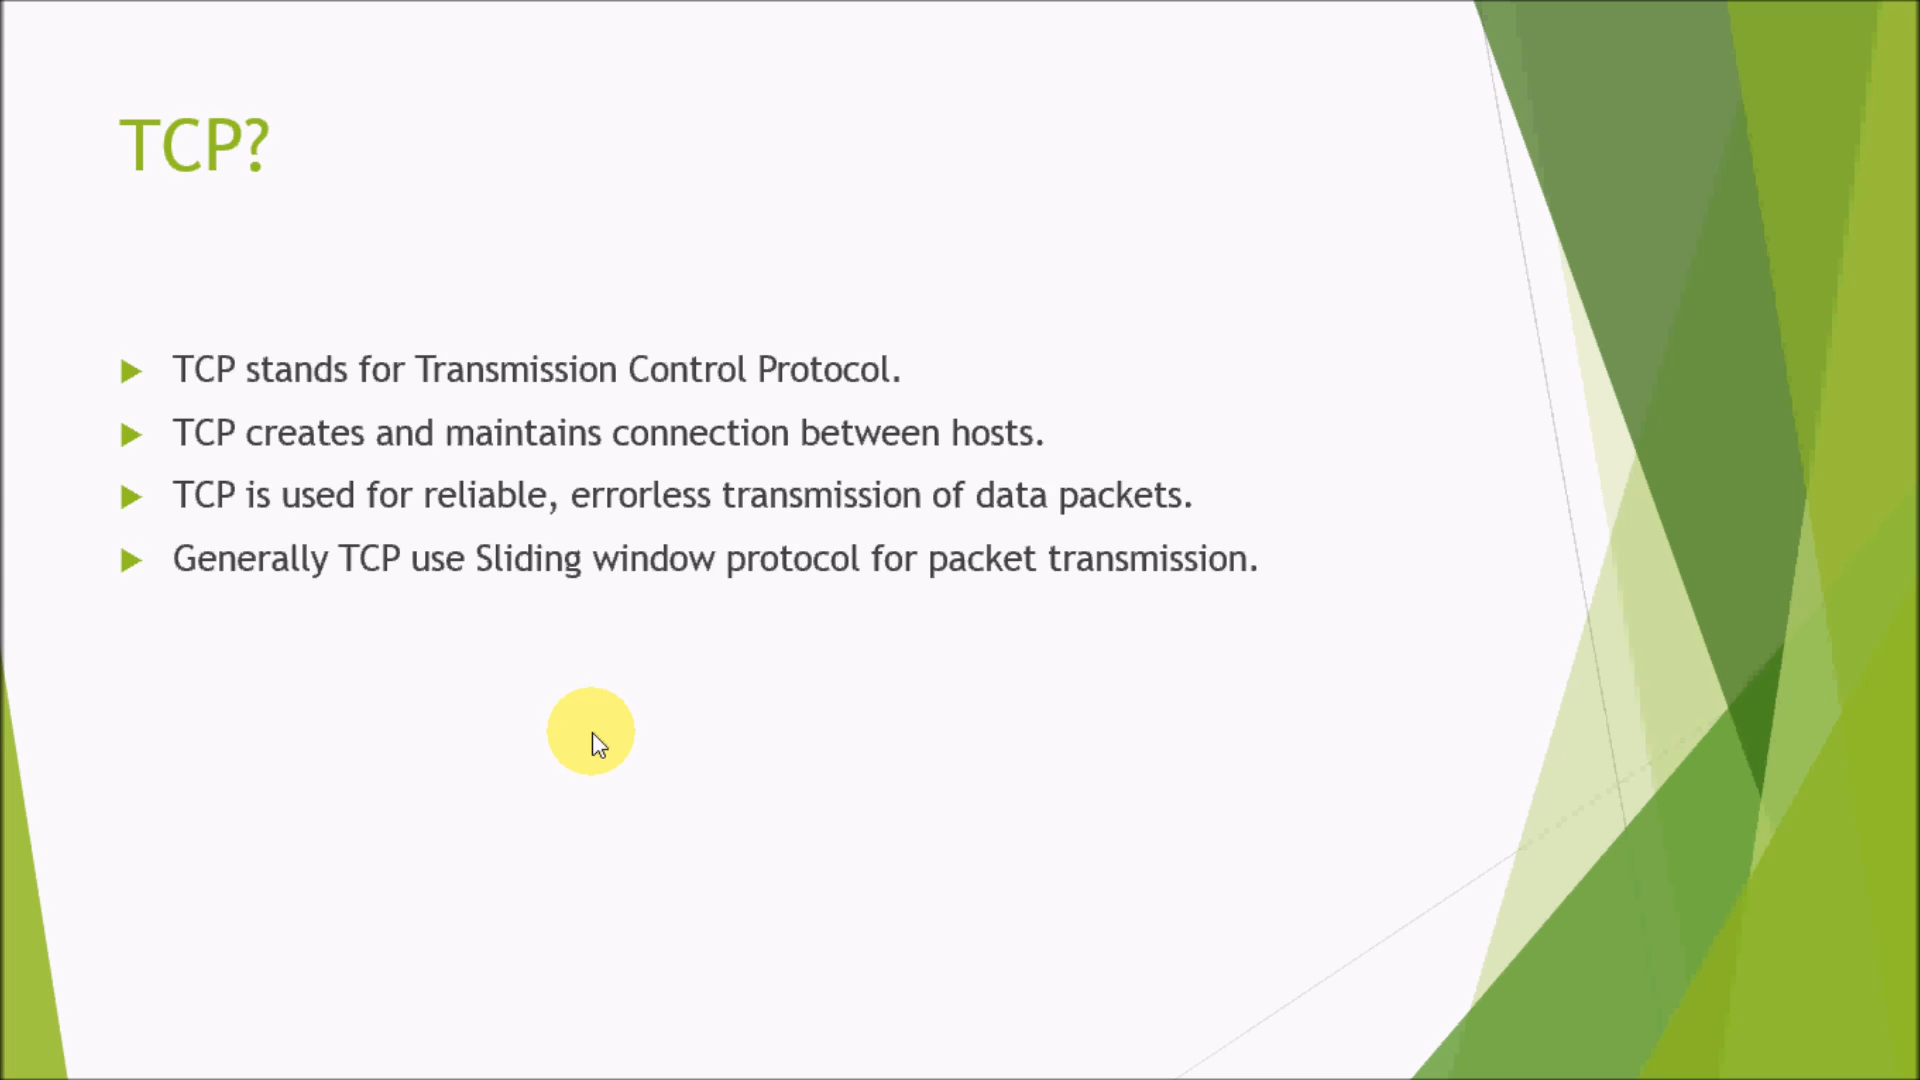 TCP?
TCP stands for Transmission Control Protocol.
TCP creates and maintains connection between hosts.
TCP is used for reliable, errorless transmission of data packets.
Generally TCP use Sliding window protocol for packet transmission.